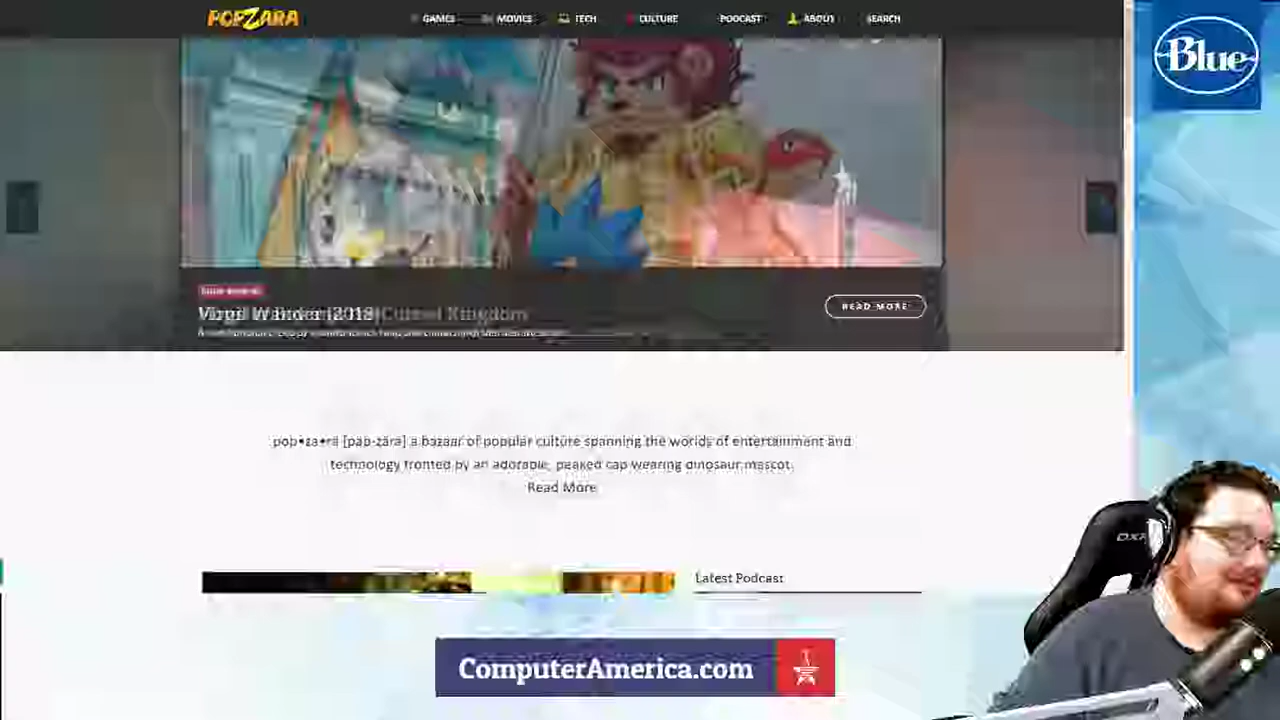 POPZARA
GAMES MOVIES TECH CULTURE PODCAST ABOUT SEARCH
Blue
READ MORE
pop•za•ra [pap-zara] a bazaar of popular culture spanning the worlds of entertainment and
technology fronted by an adorable, peaked cap wearing dinosaur mascot.
Read More
Latest Podcast
ComputerAmerica.com